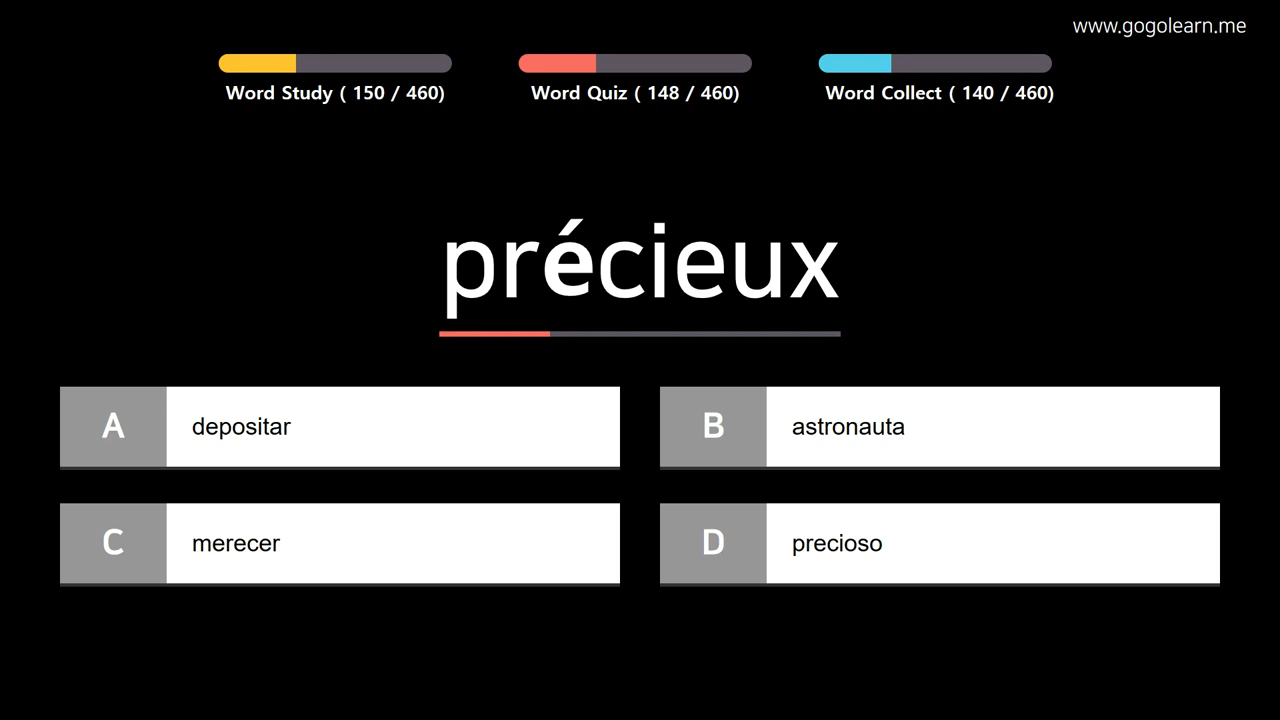 www.gogolearn.me
Word Study ( 150 / 460)
Word Quiz ( 148 / 460)
Word Collect ( 140 / 460)
précieux
A depositar
B astronauta
C merecer
D precioso